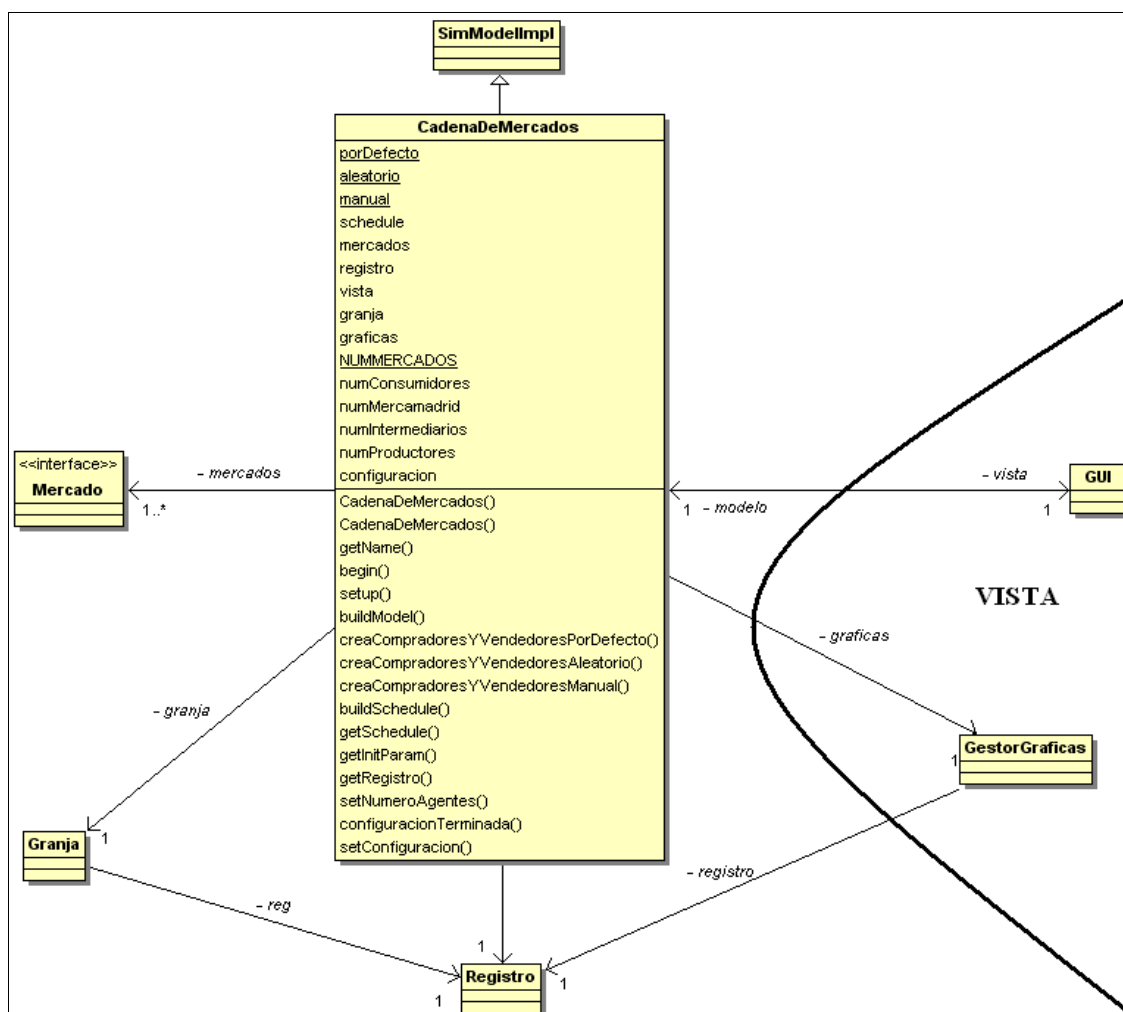 SimModelImpl
CadenaDeMercados
porDefecto
aleatorio
manual
schedule
mercados
registro
vista
granja
graficas
NUMMERCADOS
numConsumidores
numMercamadrid
numIntermediarios
numProductores
configuracion
CadenaDeMercados()
CadenaDeMercados()
getName()
begin()
setup()
buildModel()
creaCompradoresYVendedoresPorDefecto()
creaCompradoresYVendedoresAleatorio()
creaCompradoresYVendedoresManual()
buildSchedule()
getSchedule()
getInitParam()
getRegistro()
setNumeroAgentes()
configuracionTerminada()
setConfiguracion()
<<interface>>
Mercado
- mercados
1..*
- vista
1
- modelo
1
GUI
VISTA
- graficas
1
GestorGraficas
- granja
1
Granja
- reg
1
- registro
1
1
Registro